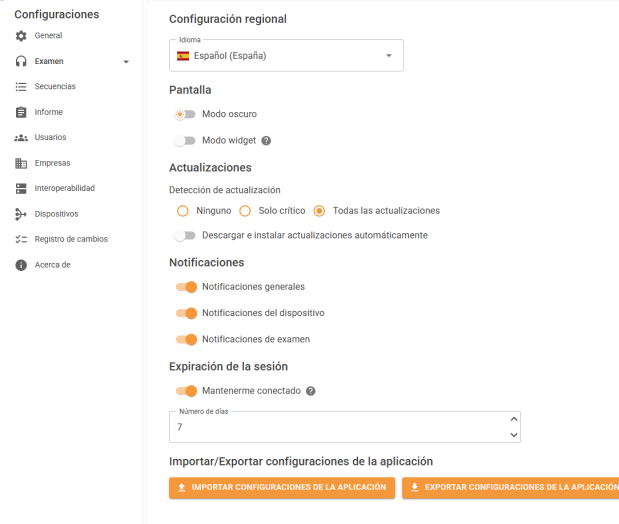 Configuraciones
General
Examen
Secuencias
Informe
Usuarios
Empresas
Interoperabilidad
Dispositivos
Registro de cambios
Acerca de
Configuración regional
Idioma
Español (España)
Pantalla
Modo oscuro
Modo widget
Actualizaciones
Detección de actualización
Ninguno Solo crítico Todas las actualizaciones
Descargar e instalar actualizaciones automáticamente
Notificaciones
Notificaciones generales
Notificaciones del dispositivo
Notificaciones de examen
Expiración de la sesión
Mantenerme conectado
Número de días
7
Importar/Exportar configuraciones de la aplicación
IMPORTAR CONFIGURACIONES DE LA APLICACIÓN EXPORTAR CONFIGURACIONES DE LA APLICACIÓN